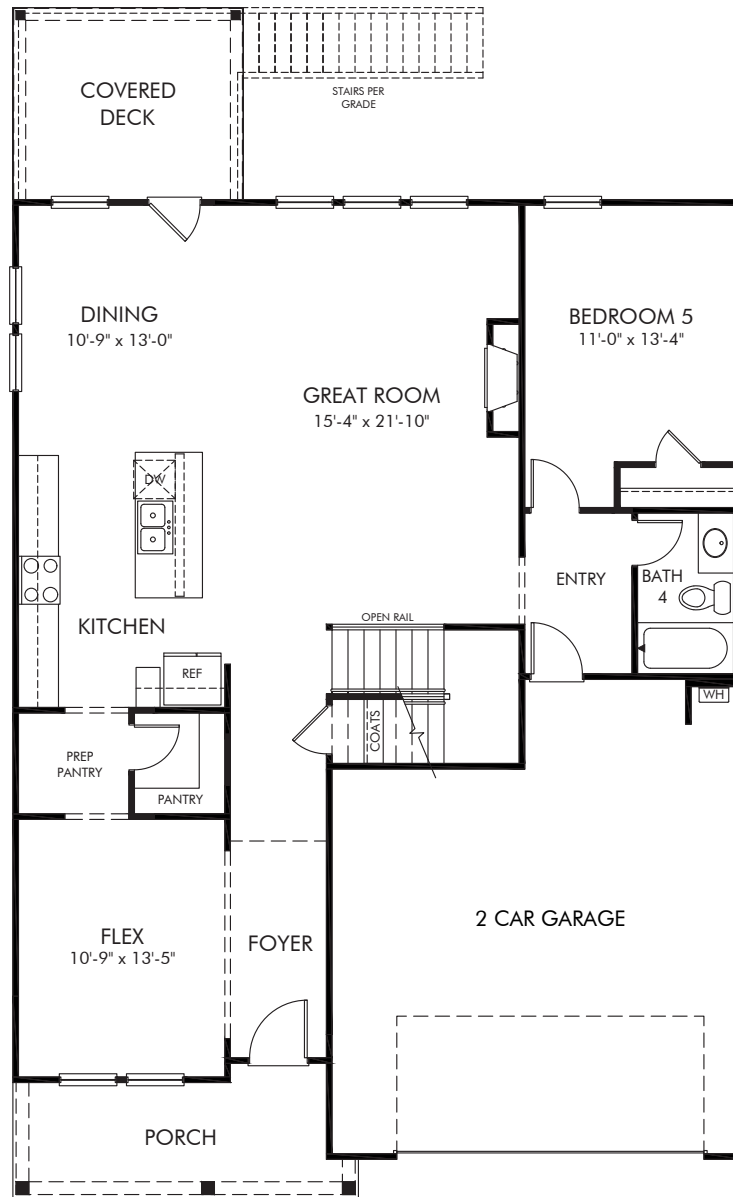 COVERED
DECK
STAIRS PER
GRADE
DINING
10'-9" x 13'-0"
BEDROOM 5
11'-0" x 13'-4"
GREAT ROOM
15'-4" x 21'-10"
DW
ENTRY
BATH
4
KITCHEN
OPEN RAIL
REF
WH
COATS
PREP
PANTRY
PANTRY
FLEX
10'-9" x 13'-5"
FOYER
2 CAR GARAGE
PORCH